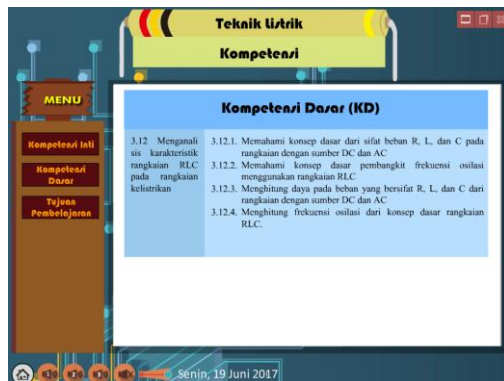 Teknik Listrik
Kompetensi
MENU
Kompetensi Inti
Kompetensi
Dasar
Tujuan
Pembelajaran
Kompetensi Dasar (KD)
3.12 Menganali
sis karakteristik
rangkaian RLC
pada rangkaian
kelistrikan
3.12.1. Memahami konsep dasar dari sifat beban R, L, dan C pada
rangkaian dengan sumber DC dan AC
3.12.2. Memahami konsep dasar pembangkit frekuensi osilasi
menggunakan rangkaian RLC
3.12.3. Menghitung daya pada beban yang bersifat R, L, dan C dari
rangkaian dengan sumber DC dan AC
3.12.4. Menghitung frekuensi osilasi dari konsep dasar rangkaian
RLC.
Senin, 19 Juni 2017